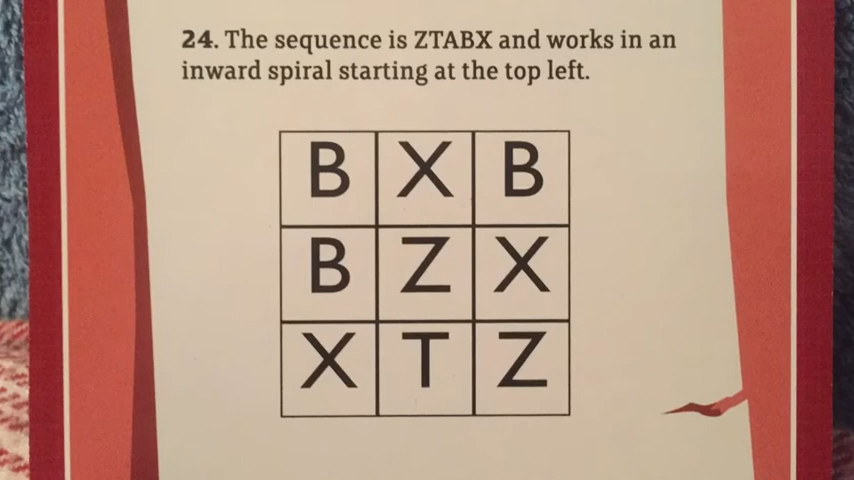 24. The sequence is ZTABX and works in an
inward spiral starting at the top left.
B X B
B Z X
X T Z